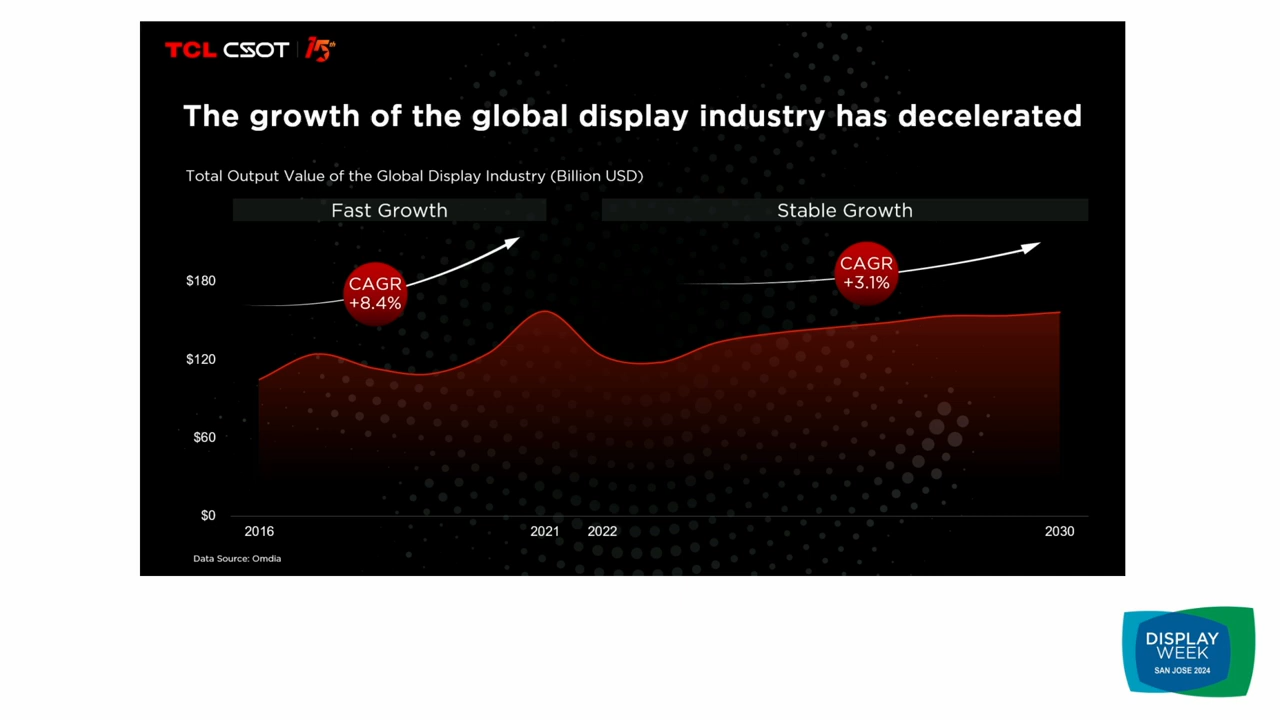 TCL CSOT 15th
The growth of the global display industry has decelerated
Total Output Value of the Global Display Industry (Billion USD)
Fast Growth
Stable Growth
CAGR
+8.4%
CAGR
+3.1%
$180
$120
$60
$0
2016
2021
2022
2030
Data Source: Omdia
DISPLAY
WEEK
SAN JOSE 2024